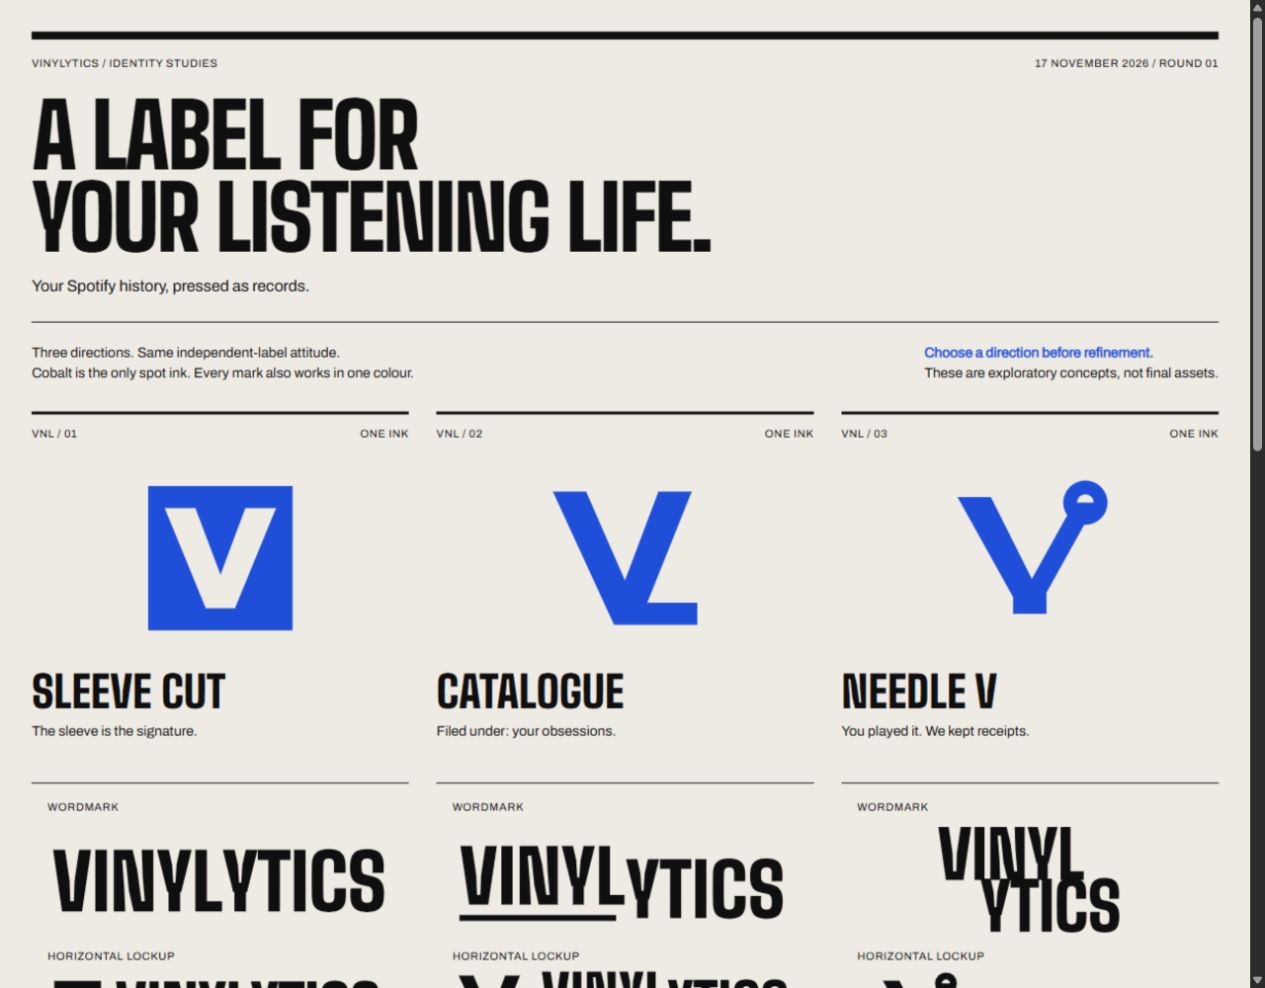 VINYLYTICS / IDENTITY STUDIES
17 NOVEMBER 2026 / ROUND 01
A LABEL FOR
YOUR LISTENING LIFE.
Your Spotify history, pressed as records.
Three directions. Same independent-label attitude.
Cobalt is the only spot ink. Every mark also works in one colour.
Choose a direction before refinement.
These are exploratory concepts, not final assets.
VNL / 01
ONE INK
V
SLEEVE CUT
The sleeve is the signature.
WORDMARK
VINYLYTICS
HORIZONTAL LOCKUP
VINYLYTICS
VNL / 02
ONE INK
VL
CATALOGUE
Filed under: your obsessions.
WORDMARK
VINYLYTICS
HORIZONTAL LOCKUP
VINYLYTICS
VNL / 03
ONE INK
NEEDLE V
You played it. We kept receipts.
WORDMARK
VINYL
YTICS
HORIZONTAL LOCKUP